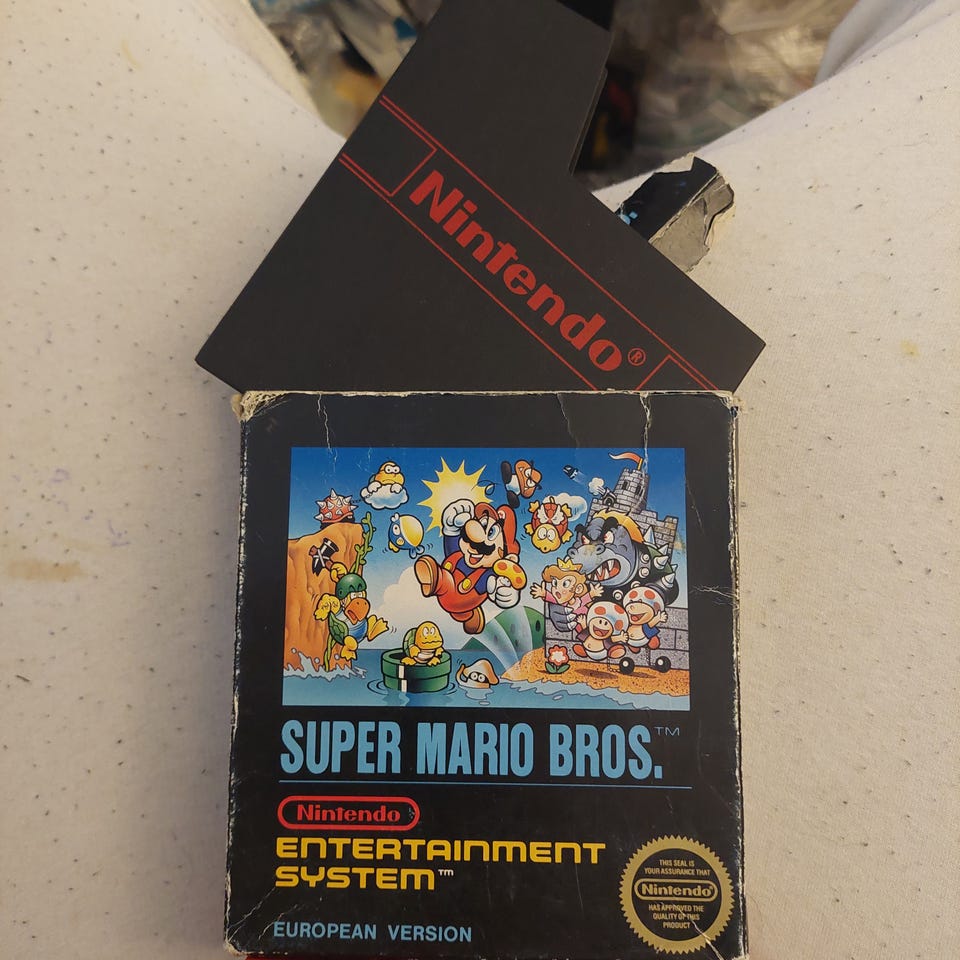 Nintendo®
SUPER MARIO BROS.™
Nintendo®
ENTERTAINMENT
SYSTEM™
EUROPEAN VERSION
THIS SEAL IS
YOUR ASSURANCE THAT
Nintendo®
HAS APPROVED THE
QUALITY OF THIS
PRODUCT